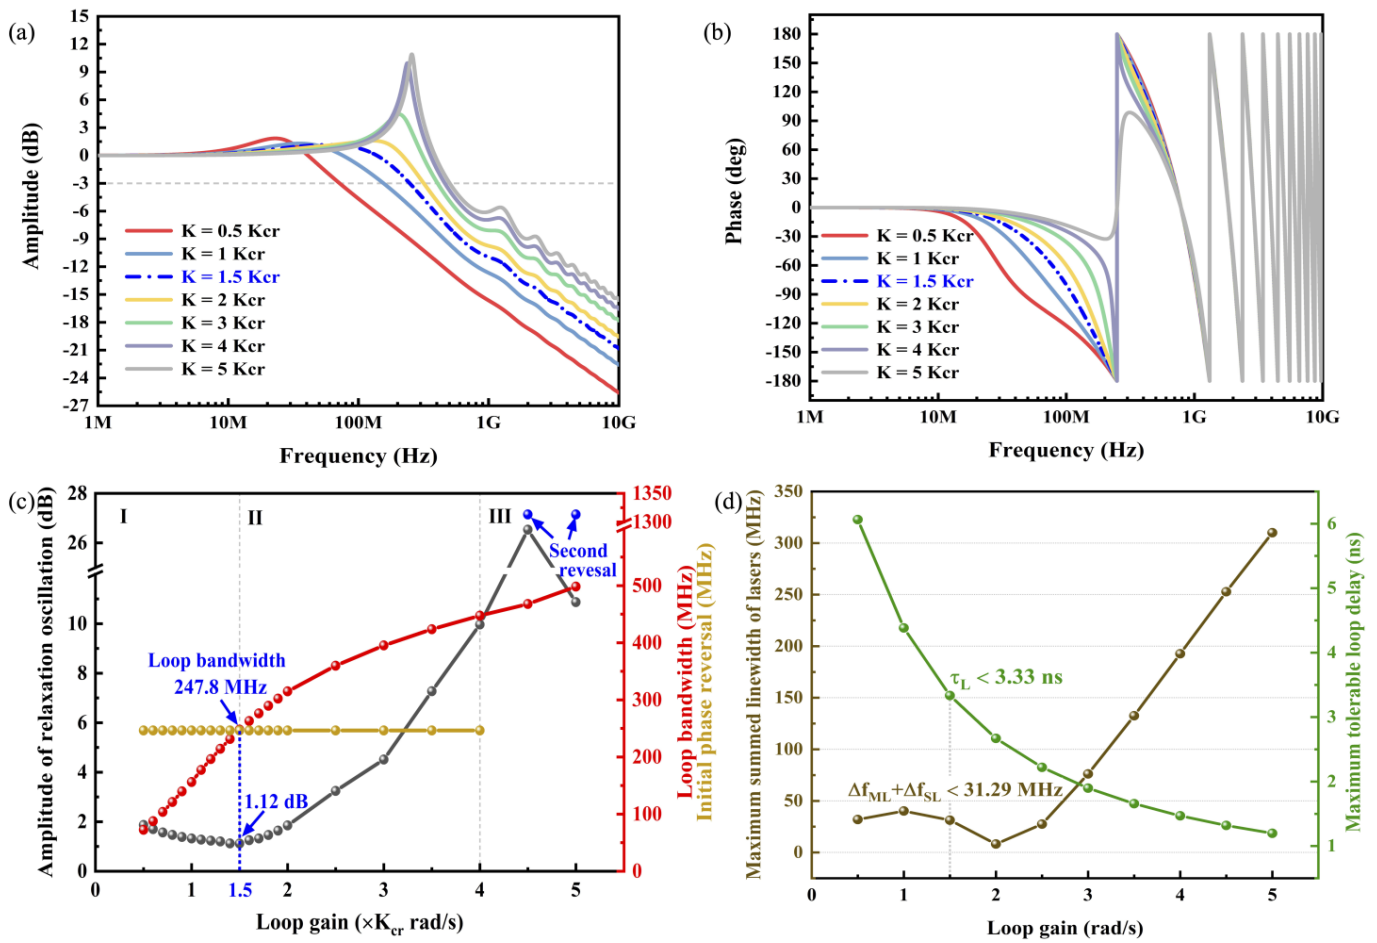 (a)
15
12
9
6
3
0
-3
-6
-9
-12
-15
-18
-21
-24
-27
Amplitude (dB)
K = 0.5 Kcr
K = 1 Kcr
K = 1.5 Kcr
K = 2 Kcr
K = 3 Kcr
K = 4 Kcr
K = 5 Kcr
1M 10M 100M 1G 10G
Frequency (Hz)
(b)
180
150
120
90
60
30
0
-30
-60
-90
-120
-150
-180
Phase (deg)
K = 0.5 Kcr
K = 1 Kcr
K = 1.5 Kcr
K = 2 Kcr
K = 3 Kcr
K = 4 Kcr
K = 5 Kcr
1M 10M 100M 1G 10G
Frequency (Hz)
(c)
Amplitude of relaxation oscillation (dB)
28
26
10
8
6
4
2
0
I II III
Second
revesal
Loop bandwidth
247.8 MHz
1.12 dB
1350
1300
500
400
300
200
100
0
Loop bandwidth (MHz)
Initial phase reversal (MHz)
0 1 1.5 2 3 4 5
Loop gain (×Kcr rad/s)
(d)
Maximum summed linewidth of lasers (MHz)
350
300
250
200
150
100
50
0
τL < 3.33 ns
ΔfML+ΔfSL < 31.29 MHz
6
5
4
3
2
1
Maximum tolerable loop delay (ns)
0 1 2 3 4 5
Loop gain (rad/s)